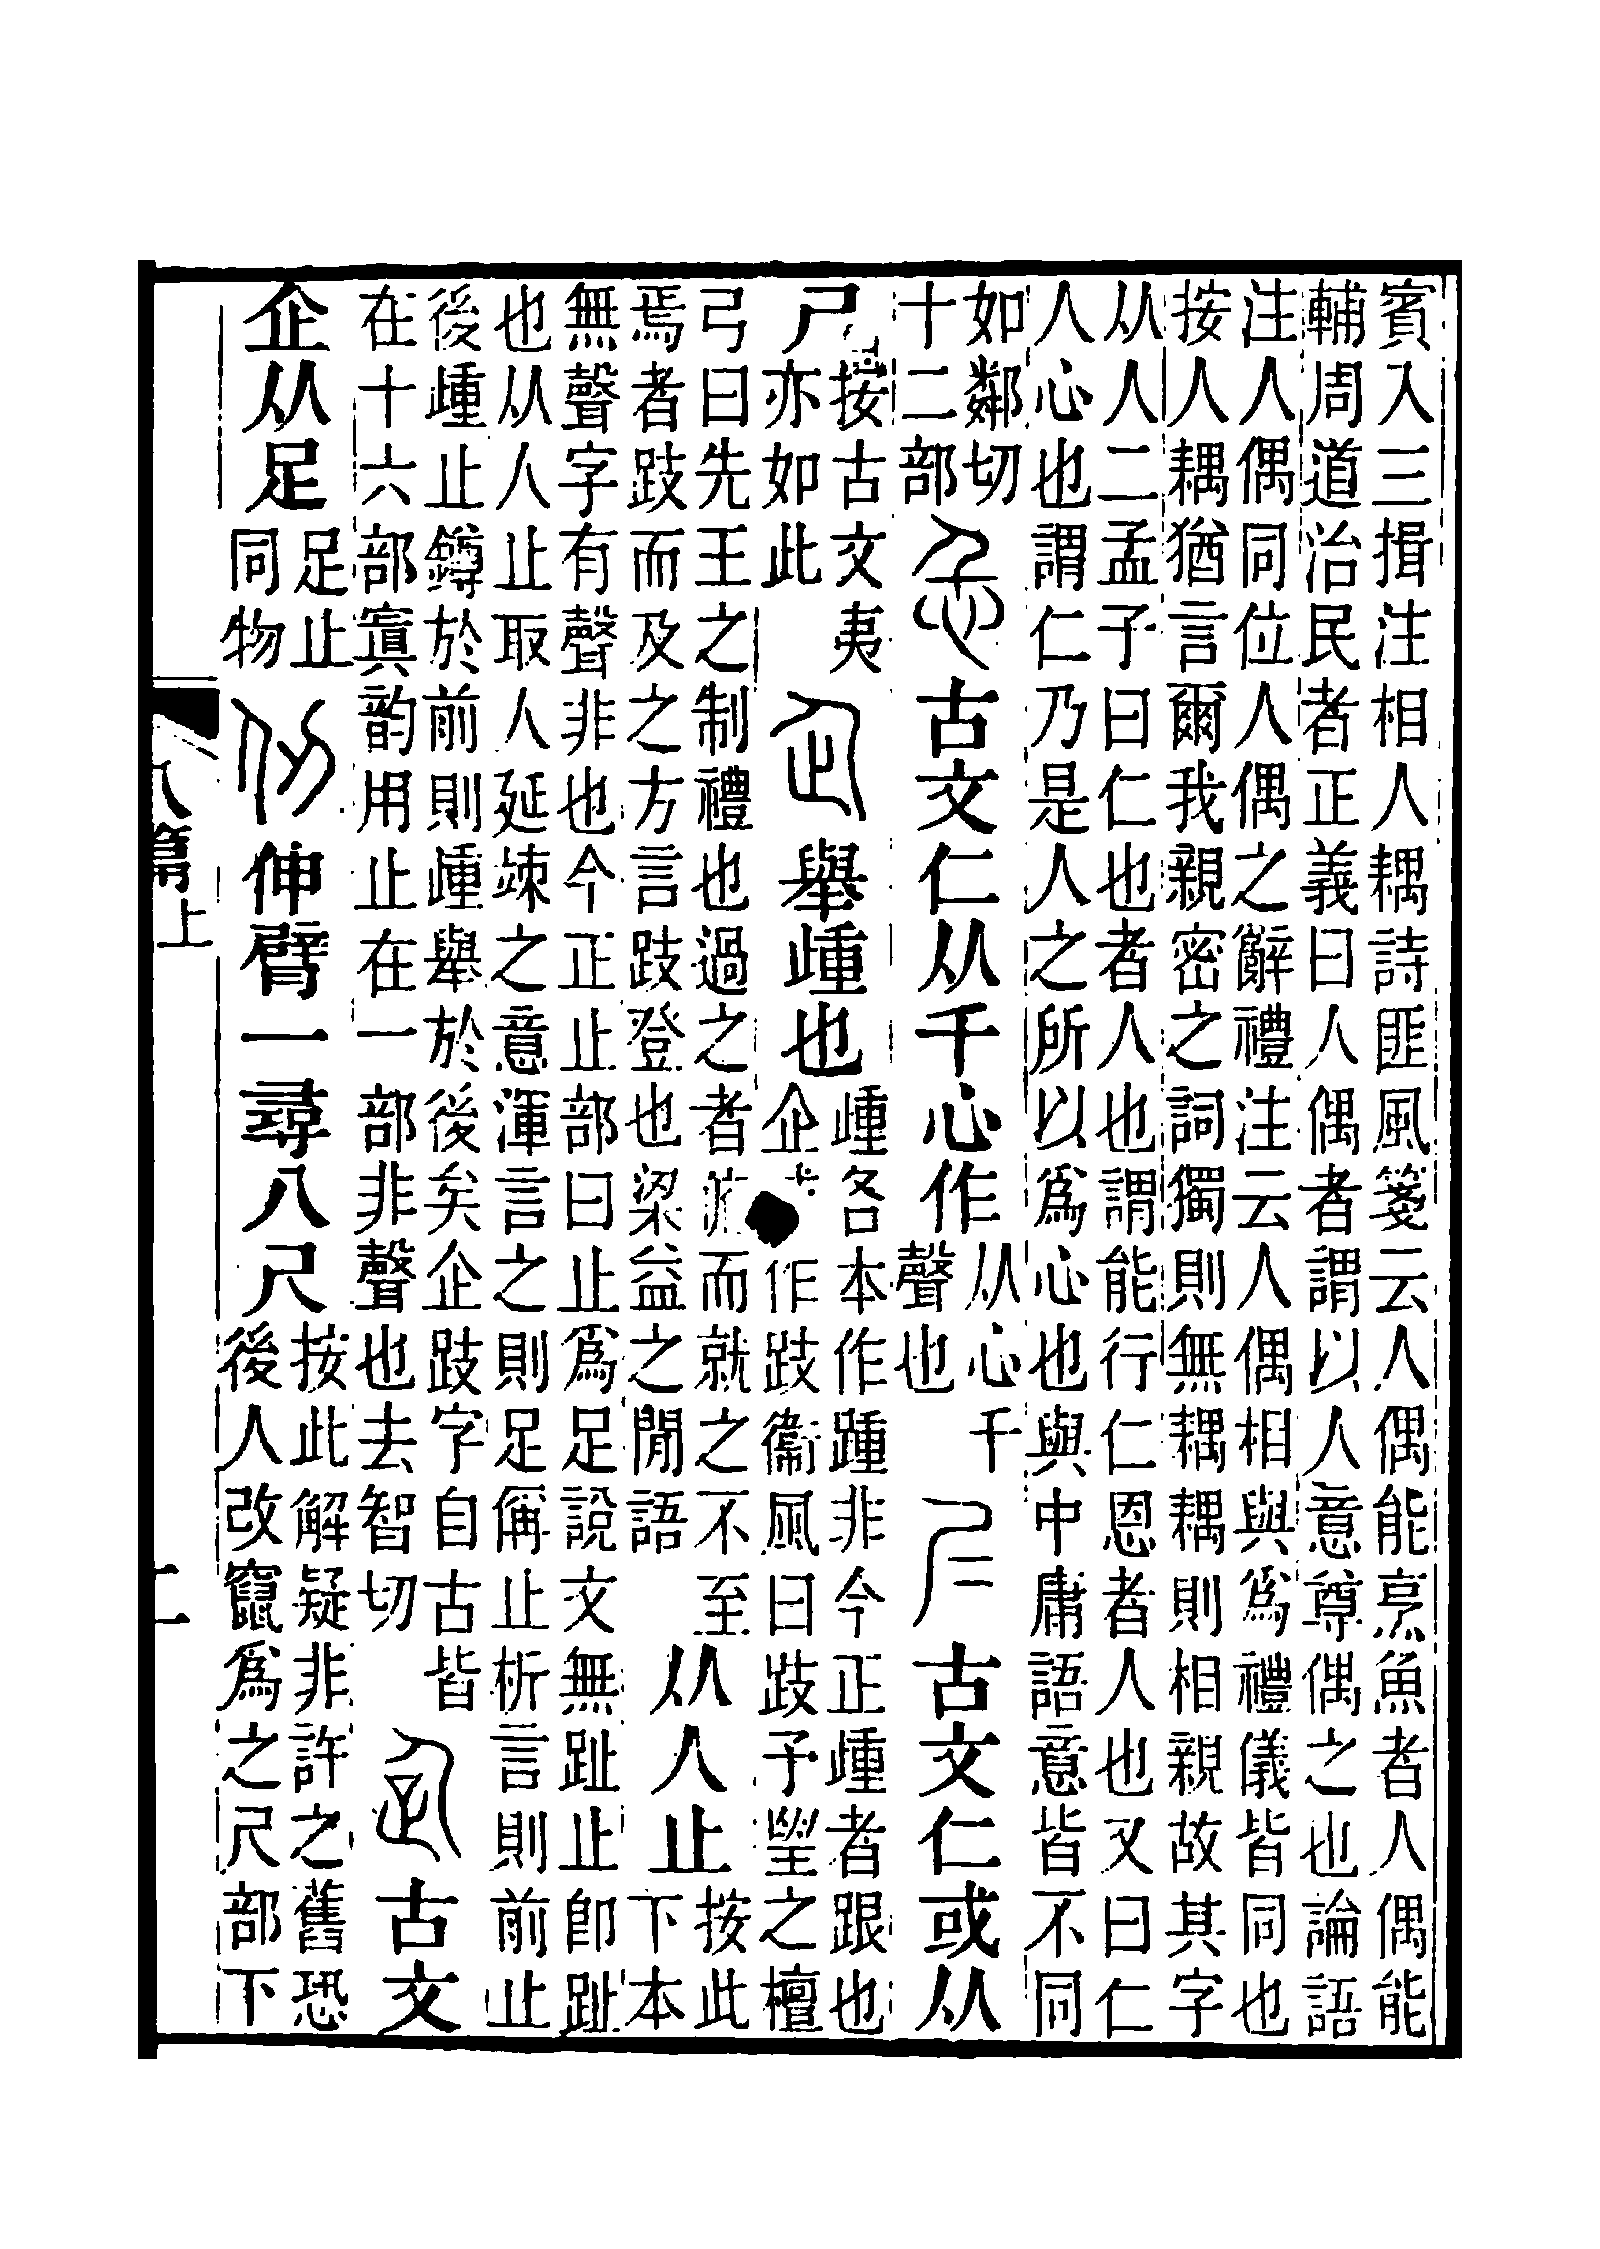 賓入三揖注相人耦詩匪風箋云人偶能烹魚者人偶能
輔周道治民者正義曰人偶者謂以人意尊偶之也論語
注人偶同位人偶之辭禮注云人偶相與爲禮儀皆同也
按人耦猶言爾我親密之詞獨則無耦耦則相親故其字
从人二孟子曰仁也者人也謂能行仁恩者人也又曰仁
人心也謂仁乃是人之所以爲心也與中庸語意皆不同
如鄰切
十二部
忎古文仁从千心作
从心千
聲也
𡰥古文仁或从
尸
按古文夷
亦如此
企舉歱也
歱各本作踵非今正歱者跟也
企作跂衞風曰跂予望之檀
弓曰先王之制禮也過之者而就之不至
焉者跂而及之方言跂登也梁益之閒語
从人止
按此
下本
無聲字有聲非也今正止部曰止爲足說文無趾止卽趾
也从人止取人延竦之意渾言之則足偁止析言則前止
後歱止鐏於前則歱舉於後矣企跂字自古皆
在十六部寘韵用止在一部非聲也去智切
𧿇古文
企从足
足止
同物
仞伸臂一尋八尺
按此解疑非許之舊恐
後人改竄爲之尺部下
八篇上
二